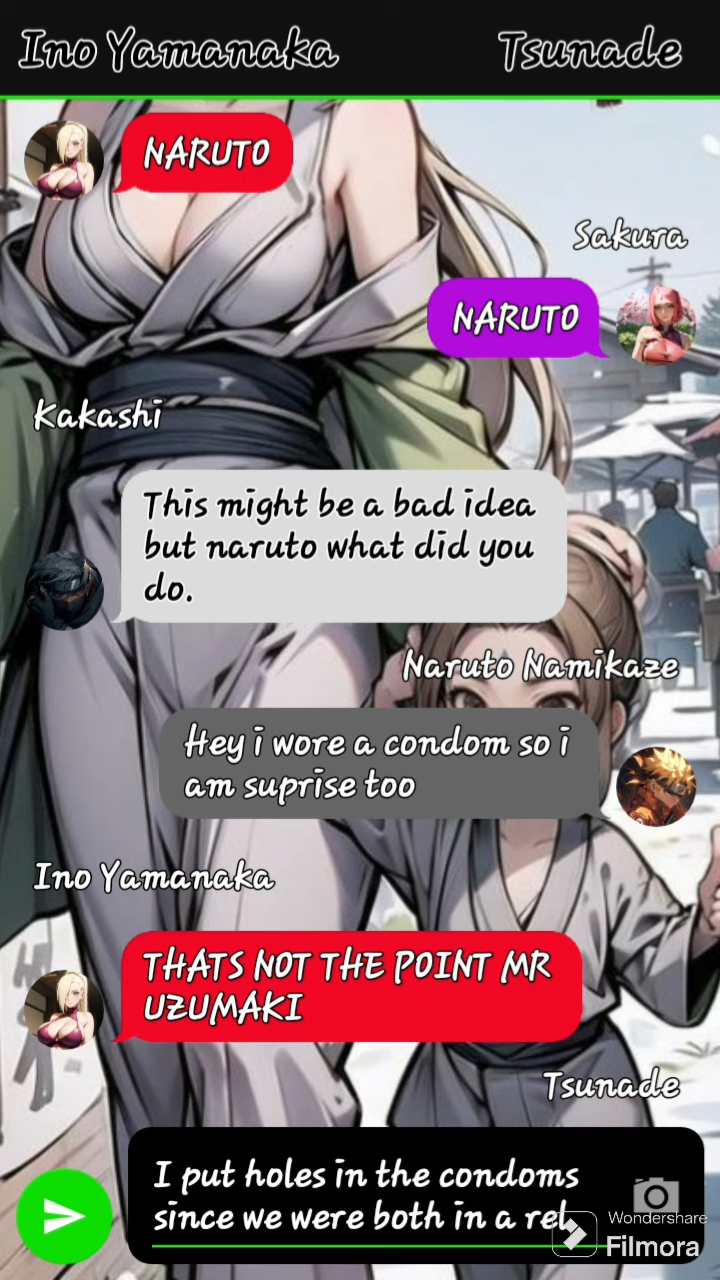 Ino Yamanaka Tsunade
NARUTO
Sakura
NARUTO
Kakashi
This might be a bad idea
but naruto what did you
do.
Naruto Namikaze
Hey i wore a condom so i
am suprise too
Ino Yamanaka
THATS NOT THE POINT MR
UZUMAKI
Tsunade
I put holes in the condoms
since we were both in a rel
Wondershare
Filmora